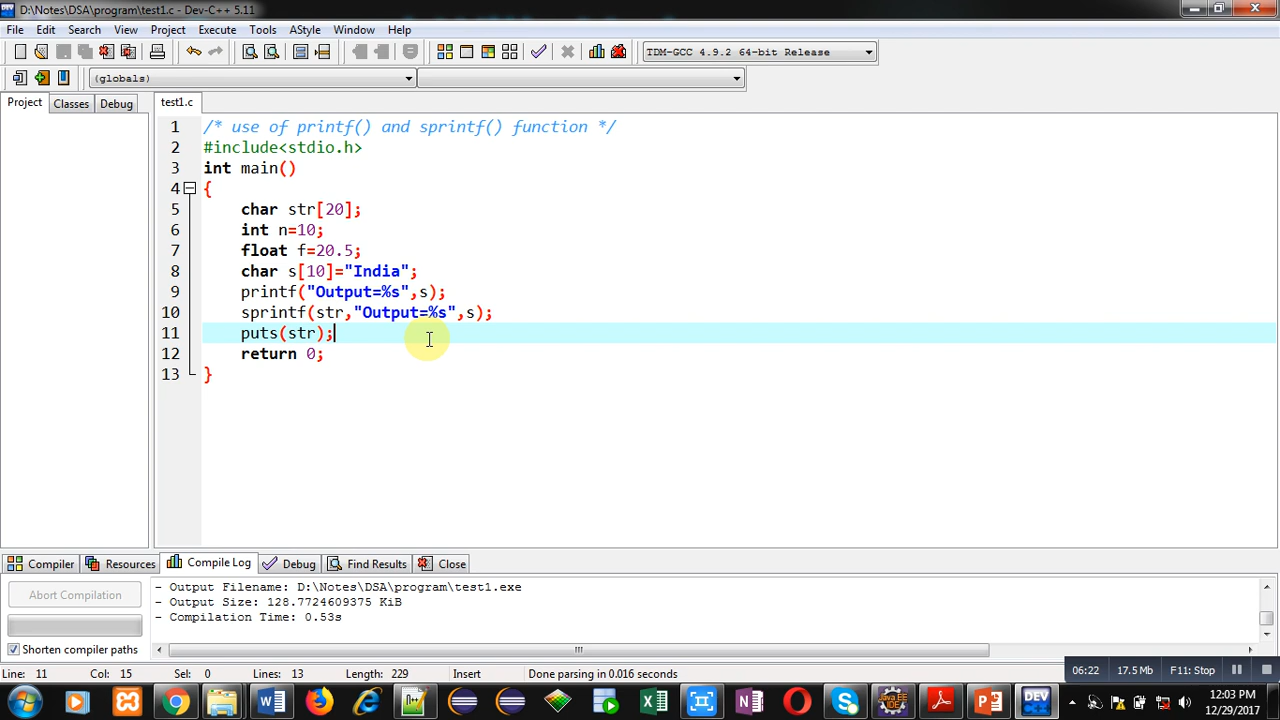 D:\Notes\DSA\program\test1.c - Dev-C++ 5.11
File Edit Search View Project Execute Tools AStyle Window Help
TDM-GCC 4.9.2 64-bit Release
(globals)
Project Classes Debug test1.c
1 /* use of printf() and sprintf() function */
2 #include<stdio.h>
3 int main()
4 {
5 char str[20];
6 int n=10;
7 float f=20.5;
8 char s[10]="India";
9 printf("Output=%s",s);
10 sprintf(str,"Output=%s",s);
11 puts(str);
12 return 0;
13 }
Compiler Resources Compile Log Debug Find Results Close
Abort Compilation
Shorten compiler paths
- Output Filename: D:\Notes\DSA\program\test1.exe
- Output Size: 128.7724609375 KiB
- Compilation Time: 0.53s
Line: 11 Col: 15 Sel: 0 Lines: 13 Length: 229 Insert Done parsing in 0.016 seconds
06:22 17.5 Mb F11: Stop
DEV
12:03 PM
12/29/2017